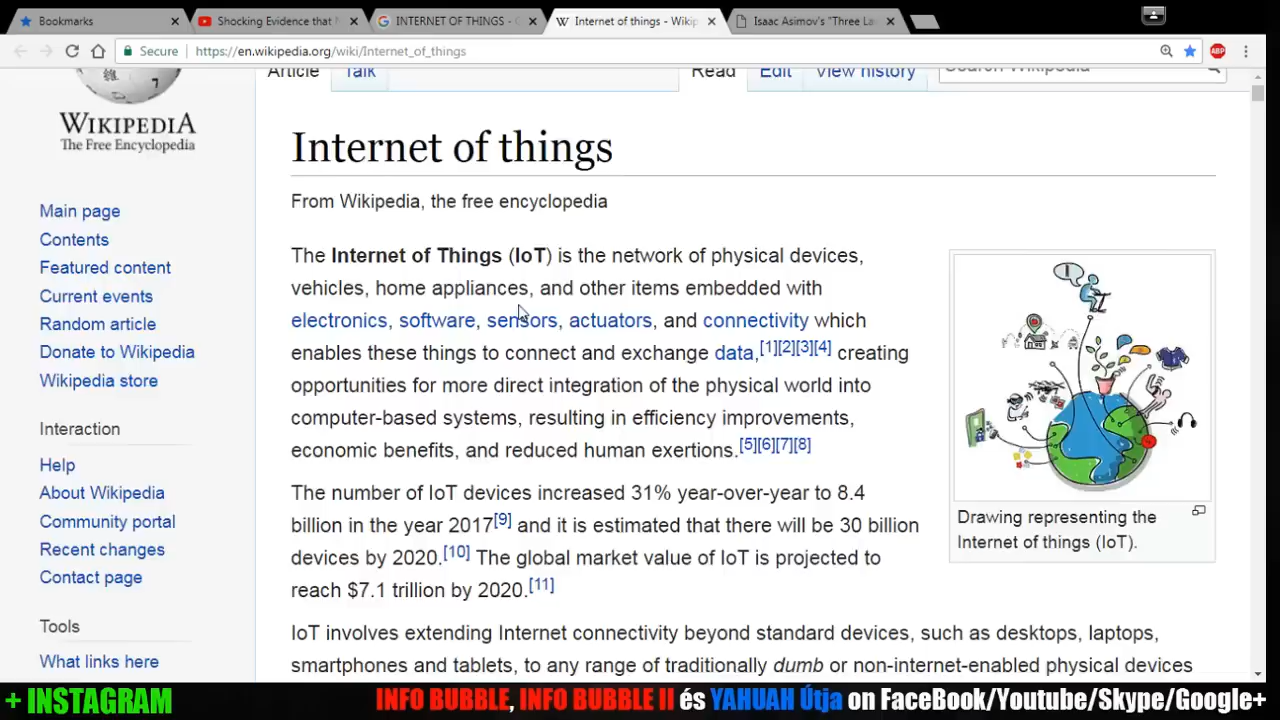 Bookmarks
Shocking Evidence that
INTERNET OF THINGS - G
Internet of things - Wikip
Isaac Asimov's "Three La
Secure https://en.wikipedia.org/wiki/Internet_of_things
ABP
Article Talk Read Edit View history Search Wikipedia
WIKIPEDIA
The Free Encyclopedia
Main page
Contents
Featured content
Current events
Random article
Donate to Wikipedia
Wikipedia store
Interaction
Help
About Wikipedia
Community portal
Recent changes
Contact page
Tools
What links here
Internet of things
From Wikipedia, the free encyclopedia
The Internet of Things (IoT) is the network of physical devices,
vehicles, home appliances, and other items embedded with
electronics, software, sensors, actuators, and connectivity which
enables these things to connect and exchange data,[1][2][3][4] creating
opportunities for more direct integration of the physical world into
computer-based systems, resulting in efficiency improvements,
economic benefits, and reduced human exertions.[5][6][7][8]
The number of IoT devices increased 31% year-over-year to 8.4
billion in the year 2017[9] and it is estimated that there will be 30 billion
devices by 2020.[10] The global market value of IoT is projected to
reach $7.1 trillion by 2020.[11]
IoT involves extending Internet connectivity beyond standard devices, such as desktops, laptops,
smartphones and tablets, to any range of traditionally dumb or non-internet-enabled physical devices
Drawing representing the
Internet of things (IoT).
+ INSTAGRAM
INFO BUBBLE, INFO BUBBLE II és YAHUAH Útja on FaceBook/Youtube/Skype/Google+